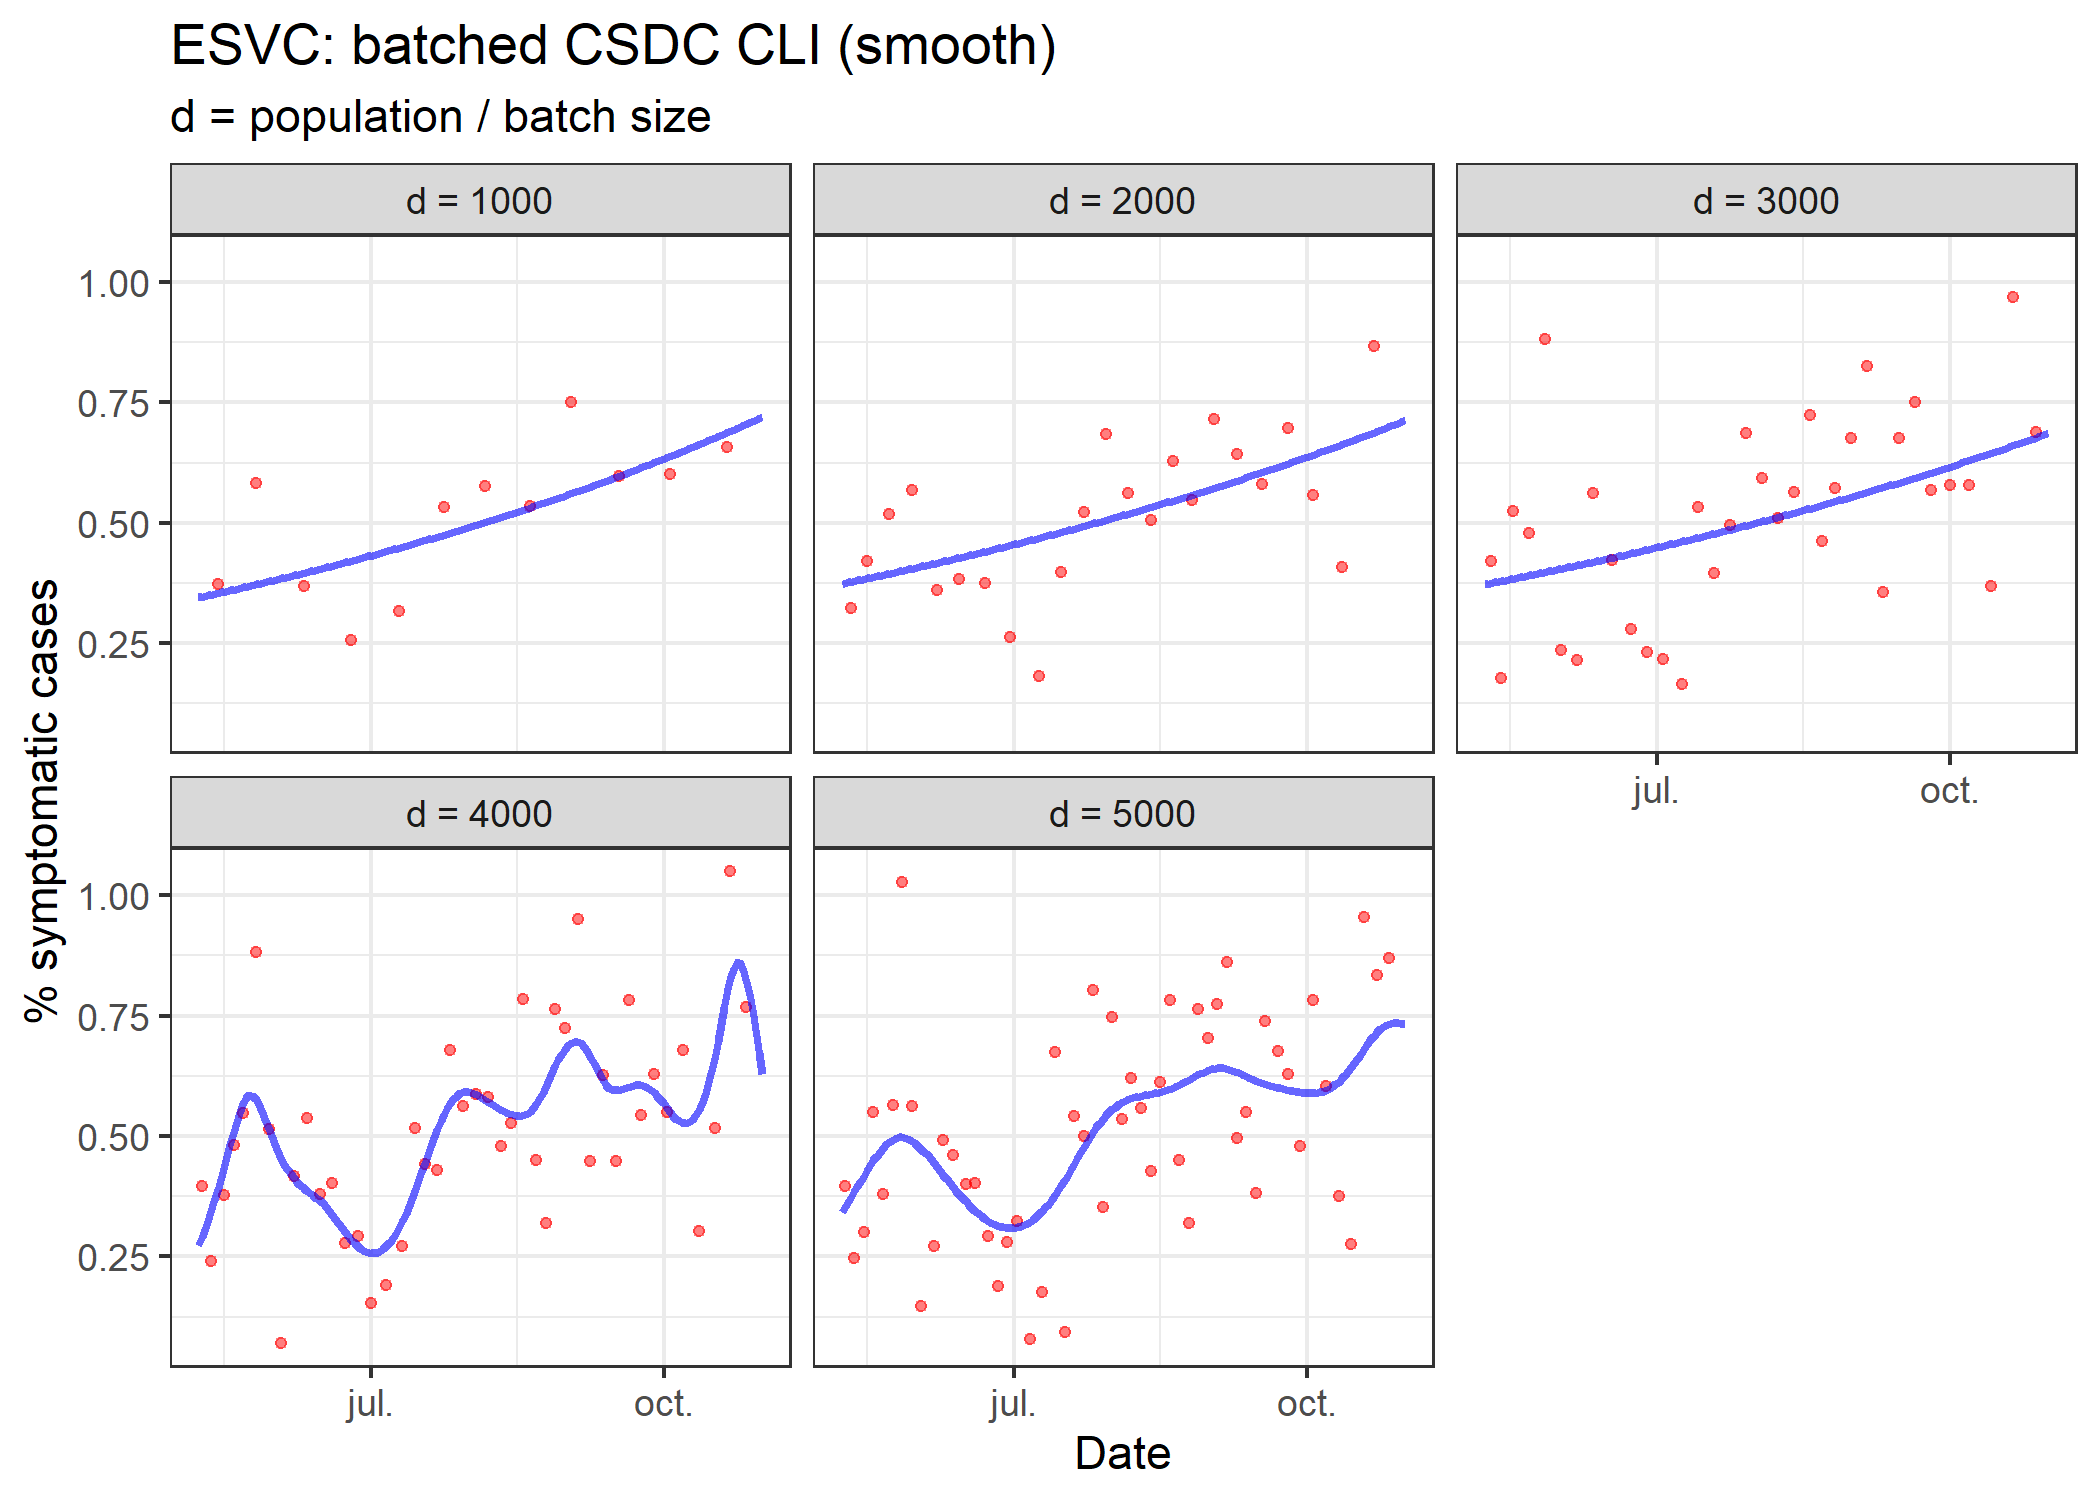 ESVC: batched CSDC CLI (smooth)
d = population / batch size
d = 1000
d = 2000
d = 3000
1.00
0.75
0.50
0.25
jul.
oct.
d = 4000
d = 5000
1.00
0.75
0.50
0.25
jul.
oct.
jul.
oct.
% symptomatic cases
Date